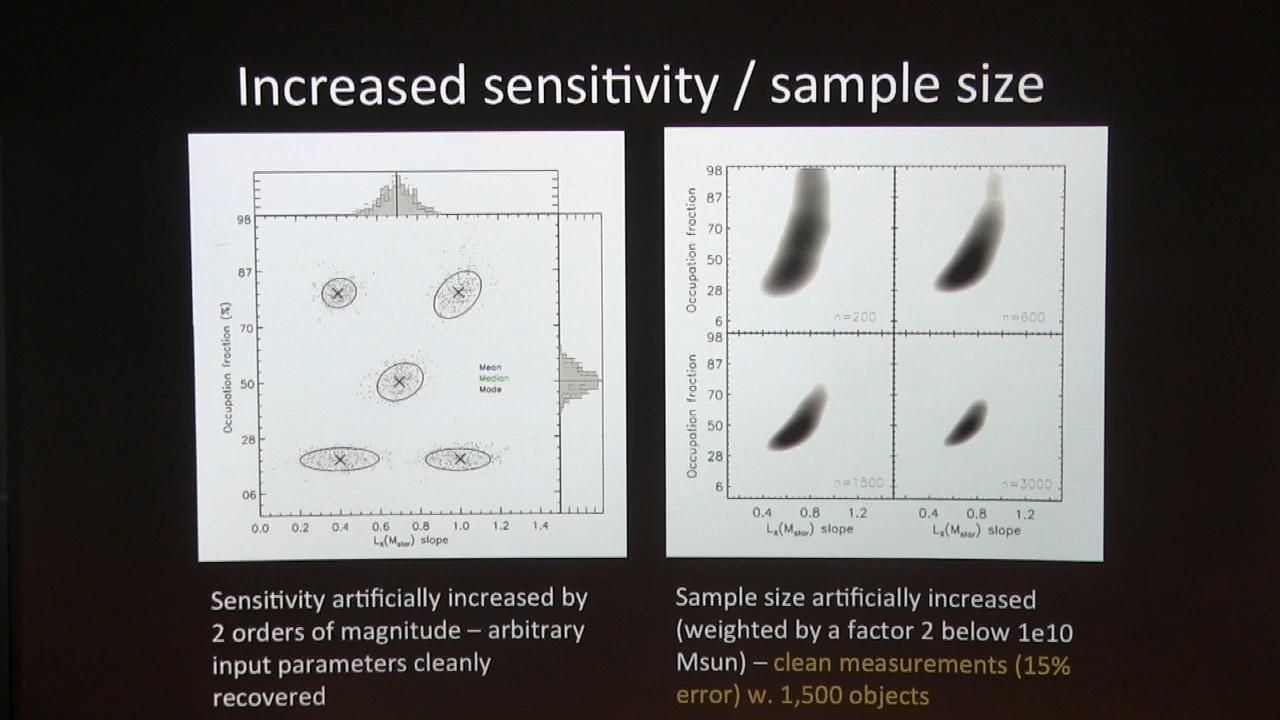 Increased sensitivity / sample size
98
87
70
50
28
06
Occupation fraction (%)
Mean
Median
Mode
0.0 0.2 0.4 0.6 0.8 1.0 1.2 1.4
Lx(Mstar) slope
98
87
70
50
28
6
Occupation fraction
n=200
n=600
98
87
70
50
28
6
Occupation fraction
n=1500
n=3000
0.4 0.8 1.2 0.4 0.8 1.2
Lx(Mstar) slope Lx(Mstar) slope
Sensitivity artificially increased by
2 orders of magnitude – arbitrary
input parameters cleanly
recovered
Sample size artificially increased
(weighted by a factor 2 below 1e10
Msun) – clean measurements (15%
error) w. 1,500 objects